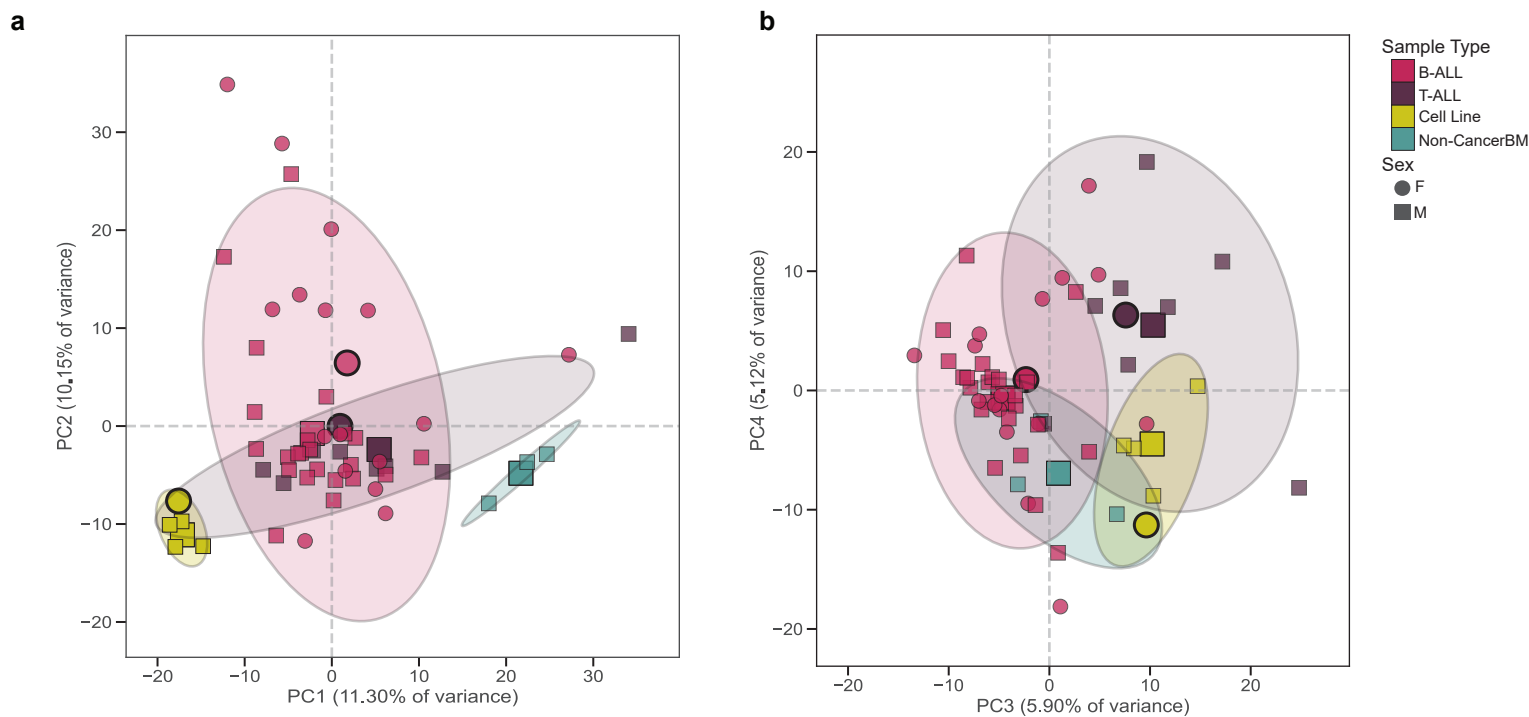 a
b
30
20
10
0
−10
−20
PC2 (10.15% of variance)
−20
−10
0
10
20
30
PC1 (11.30% of variance)
20
10
0
−10
−20
PC4 (5.12% of variance)
−20
−10
0
10
20
PC3 (5.90% of variance)
Sample Type
B-ALL
T-ALL
Cell Line
Non-CancerBM
Sex
F
M